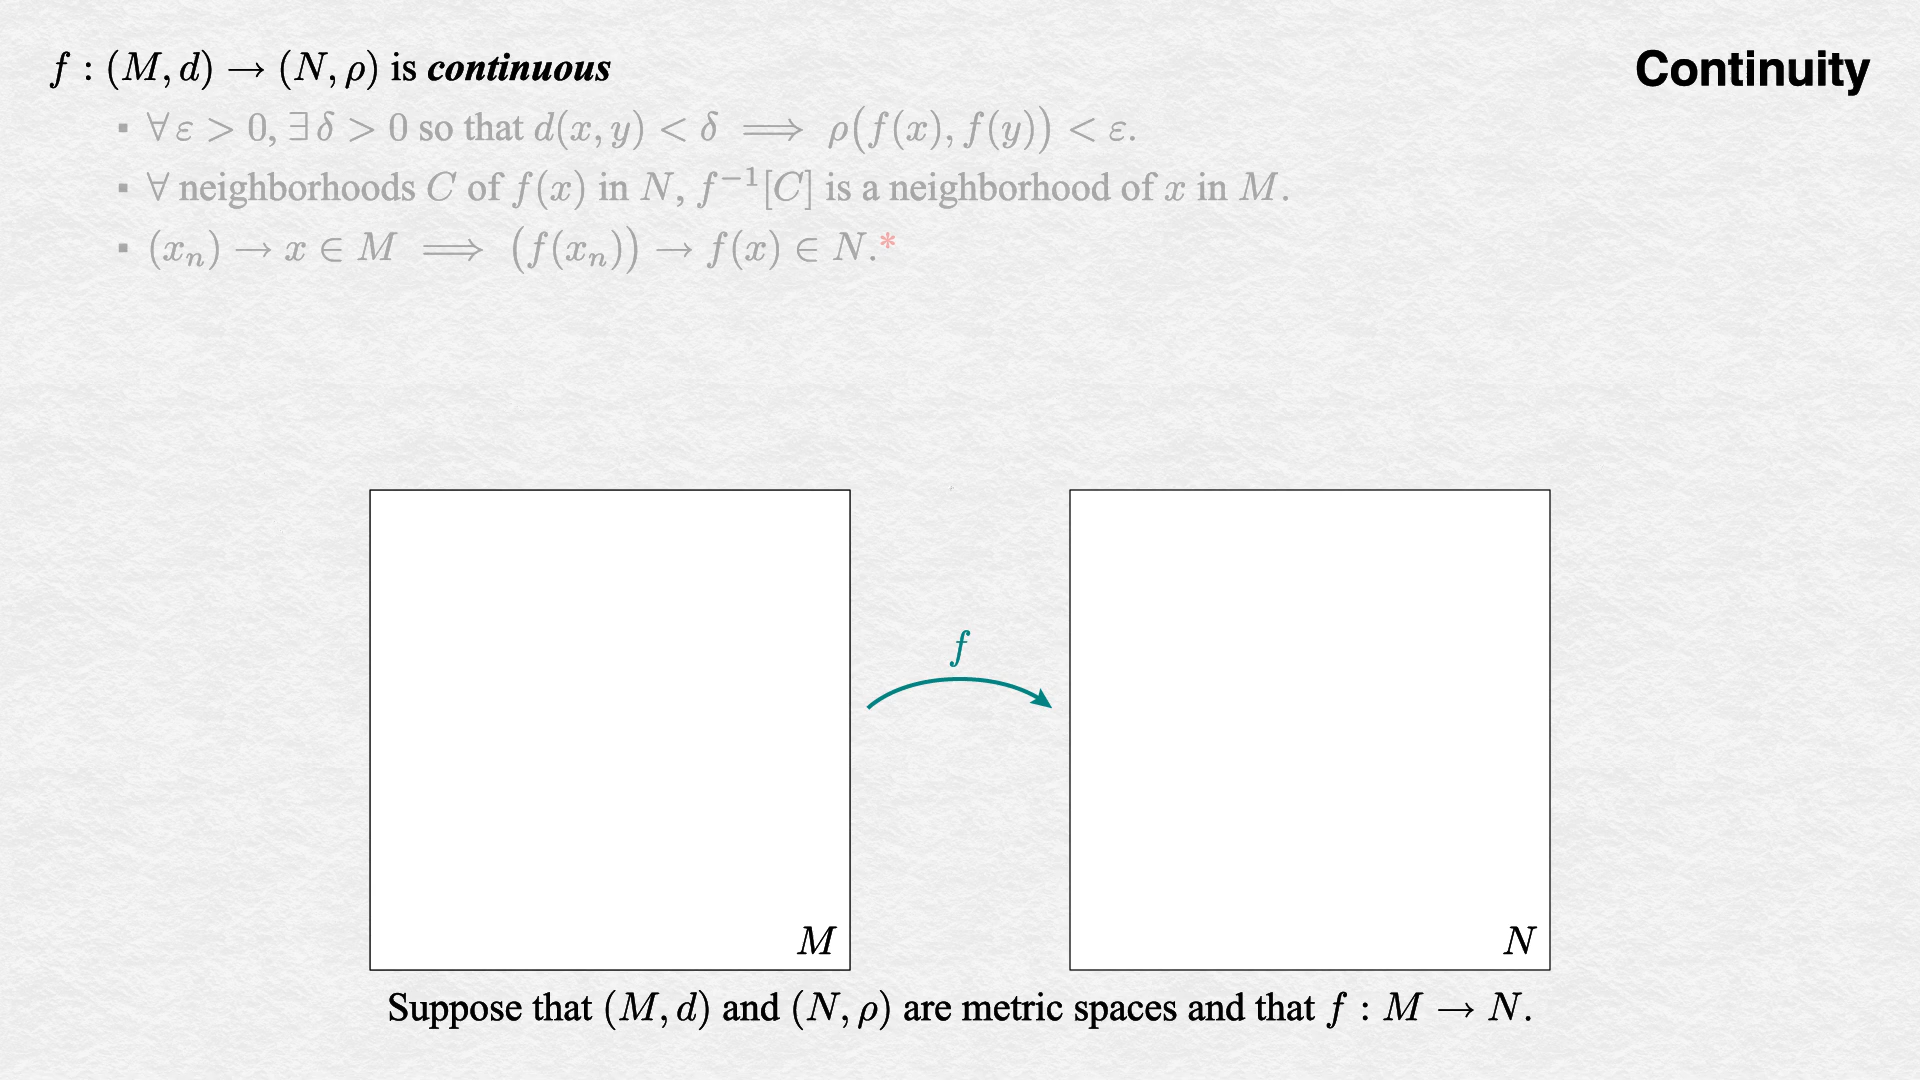 f : (M, d) → (N, ρ) is continuous
Continuity
▪ ∀ ε > 0, ∃ δ > 0 so that d(x, y) < δ ⟹ ρ(f(x), f(y)) < ε.
▪ ∀ neighborhoods C of f(x) in N, f⁻¹[C] is a neighborhood of x in M.
▪ (xₙ) → x ∈ M ⟹ (f(xₙ)) → f(x) ∈ N.*
f
M
N
Suppose that (M, d) and (N, ρ) are metric spaces and that f : M → N.